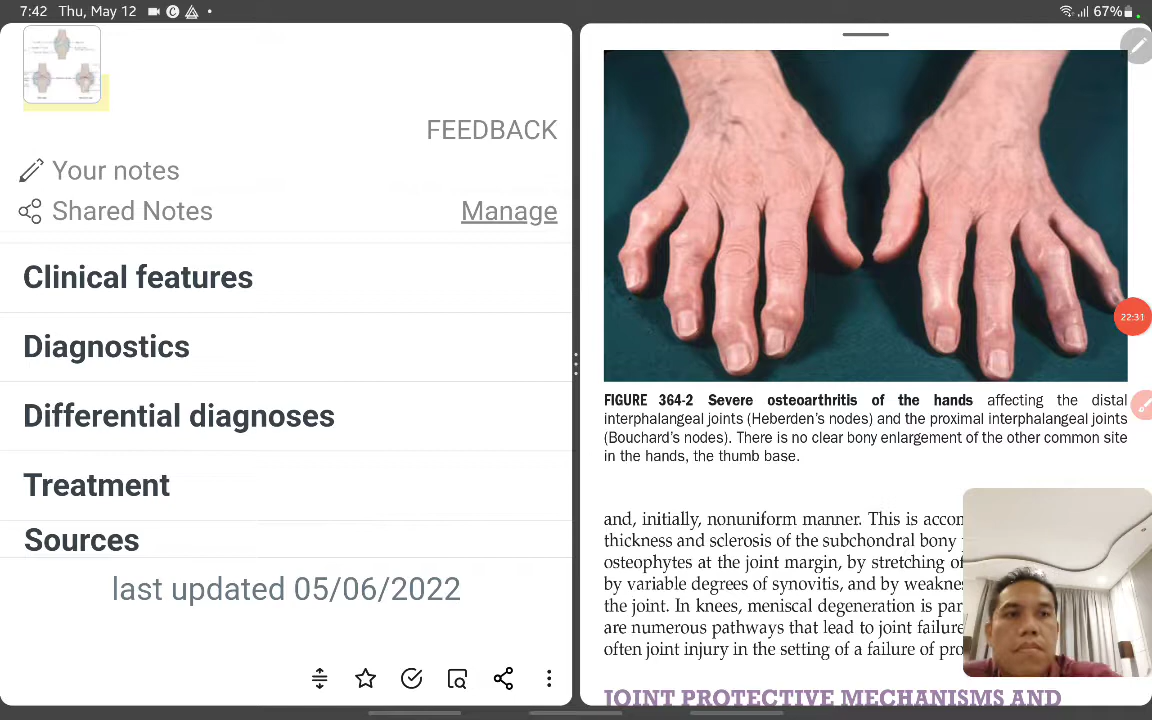 7:42 Thu, May 12
67%
FEEDBACK
Your notes
Shared Notes
Manage
Clinical features
Diagnostics
Differential diagnoses
Treatment
Sources
last updated 05/06/2022
22:31
FIGURE 364-2 Severe osteoarthritis of the hands affecting the distal
interphalangeal joints (Heberden's nodes) and the proximal interphalangeal joints
(Bouchard's nodes). There is no clear bony enlargement of the other common site
in the hands, the thumb base.
and, initially, nonuniform manner. This is accom
thickness and sclerosis of the subchondral bony
osteophytes at the joint margin, by stretching of
by variable degrees of synovitis, and by weaknes
the joint. In knees, meniscal degeneration is par
are numerous pathways that lead to joint failure
often joint injury in the setting of a failure of pro
JOINT PROTECTIVE MECHANISMS AND